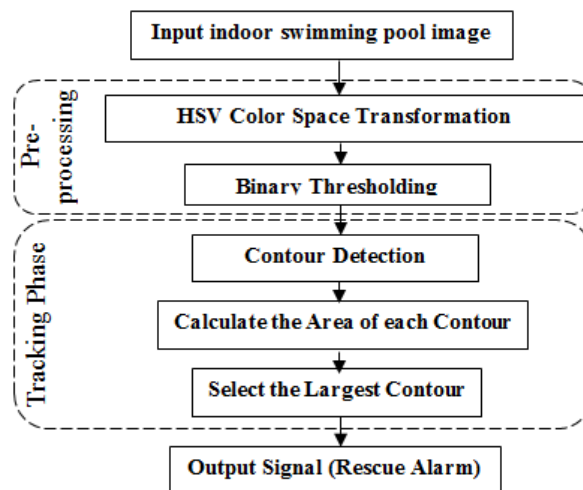 Input indoor swimming pool image
Pre-
processing
HSV Color Space Transformation
Binary Thresholding
Tracking Phase
Contour Detection
Calculate the Area of each Contour
Select the Largest Contour
Output Signal (Rescue Alarm)